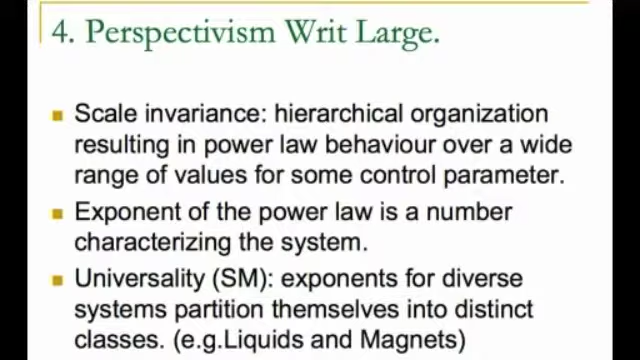 4. Perspectivism Writ Large.
Scale invariance: hierarchical organization
resulting in power law behaviour over a wide
range of values for some control parameter.
Exponent of the power law is a number
characterizing the system.
Universality (SM): exponents for diverse
systems partition themselves into distinct
classes. (e.g.Liquids and Magnets)